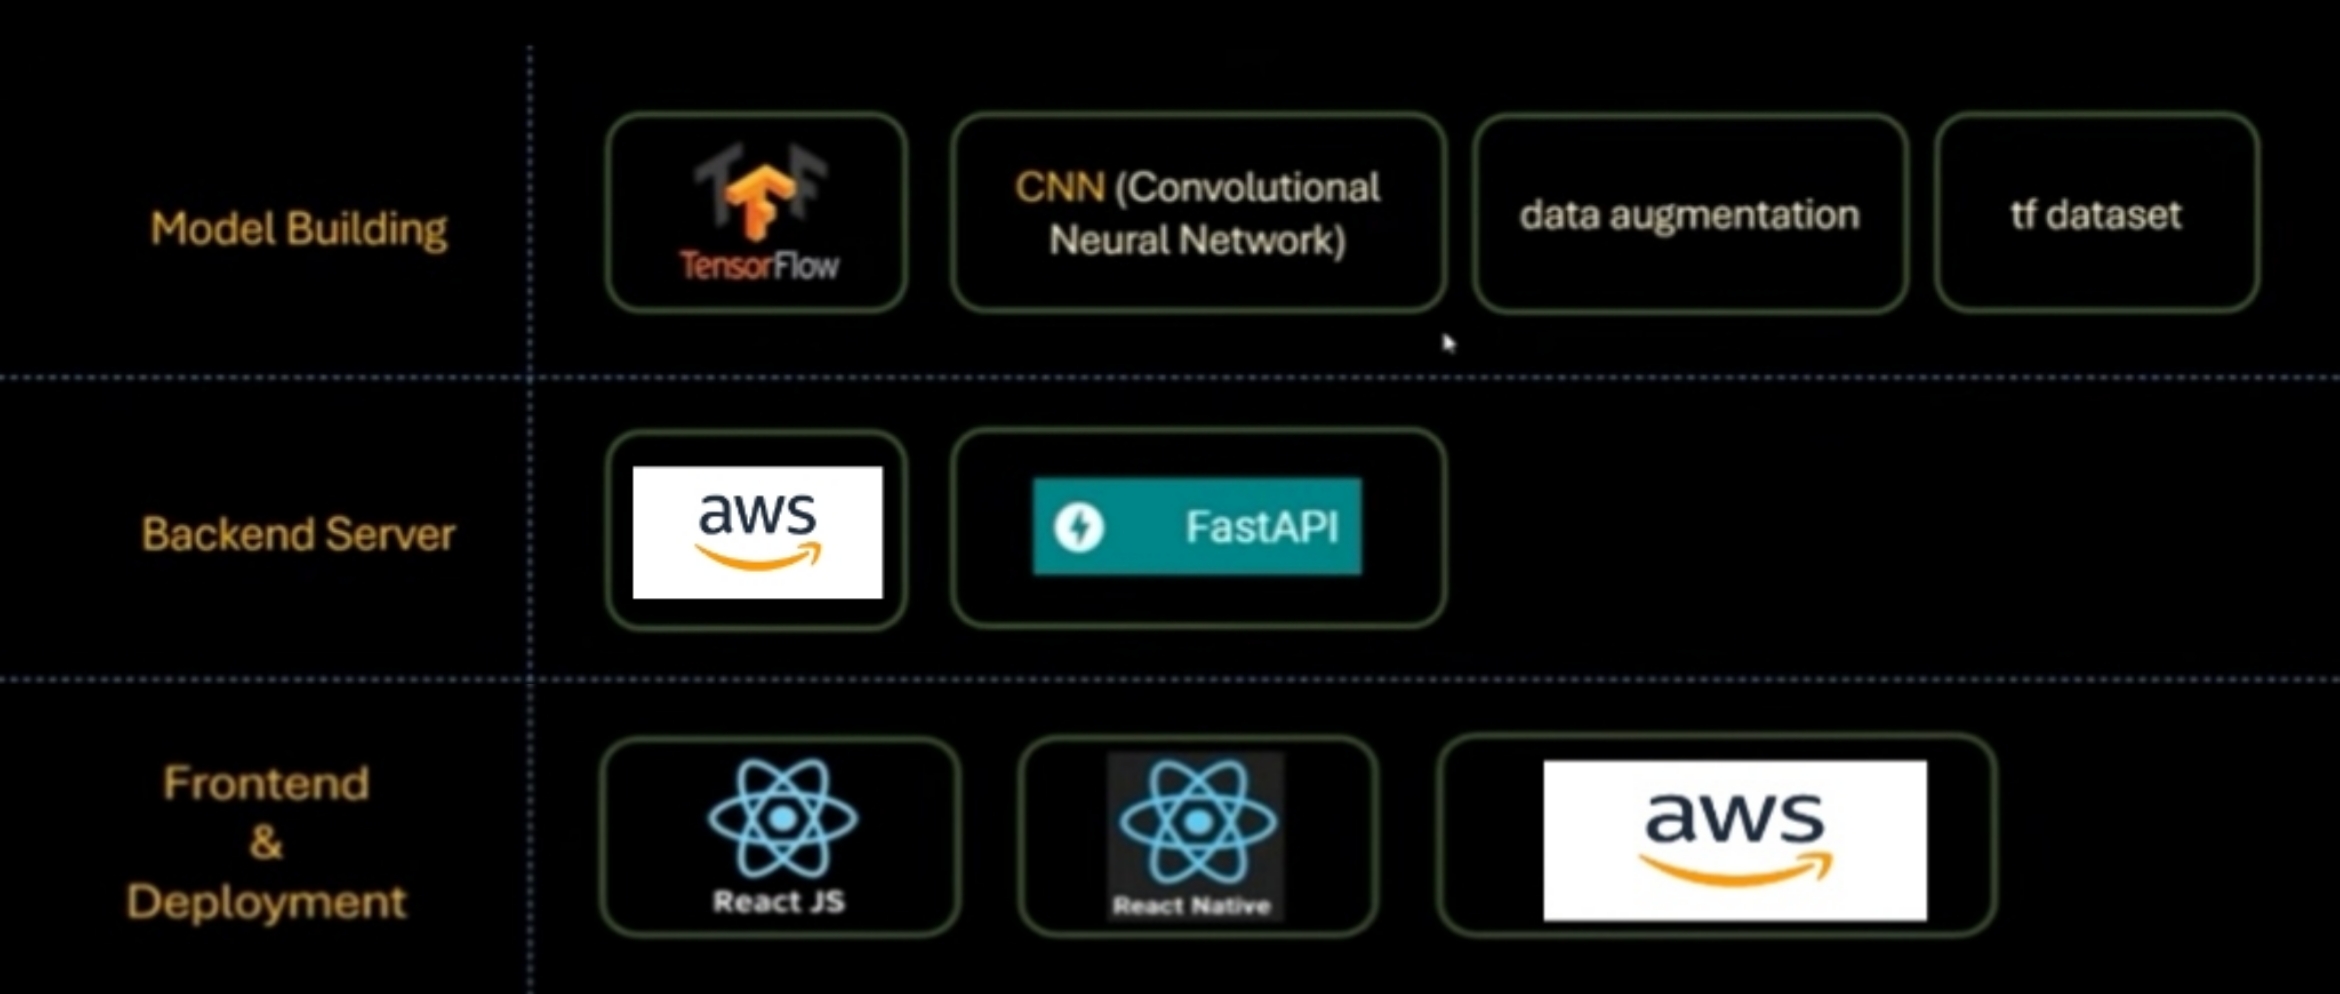 Model Building
TensorFlow
CNN (Convolutional
Neural Network)
data augmentation
tf dataset
Backend Server
aws
FastAPI
Frontend
&
Deployment
React JS
React Native
aws